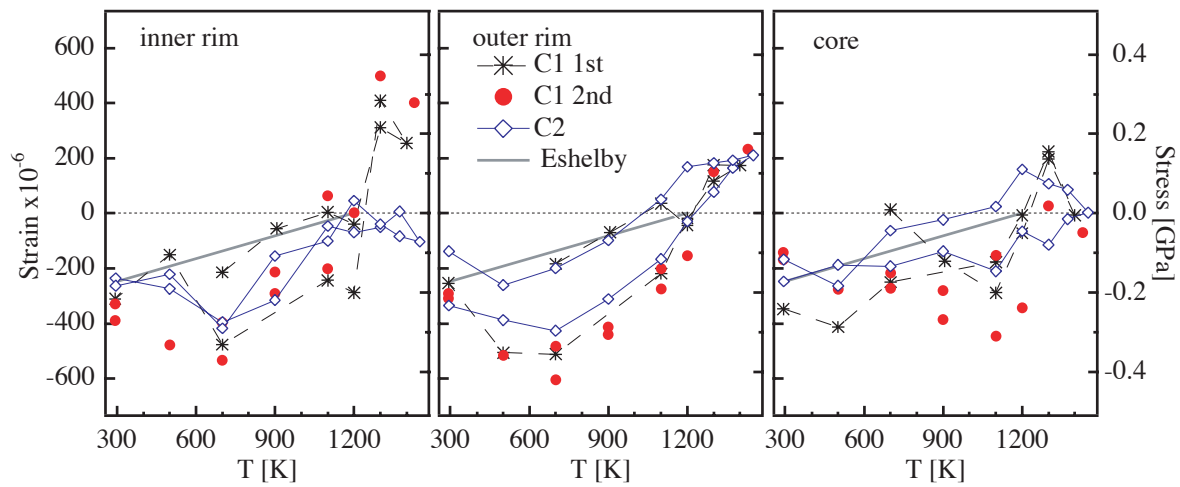 inner rim
outer rim
core
C1 1st
C1 2nd
C2
Eshelby
Strain x10-6
600
400
200
0
-200
-400
-600
0.4
0.2
0.0
-0.2
-0.4
Stress [GPa]
300 600 900 1200
300 600 900 1200
300 600 900 1200
T [K]
T [K]
T [K]